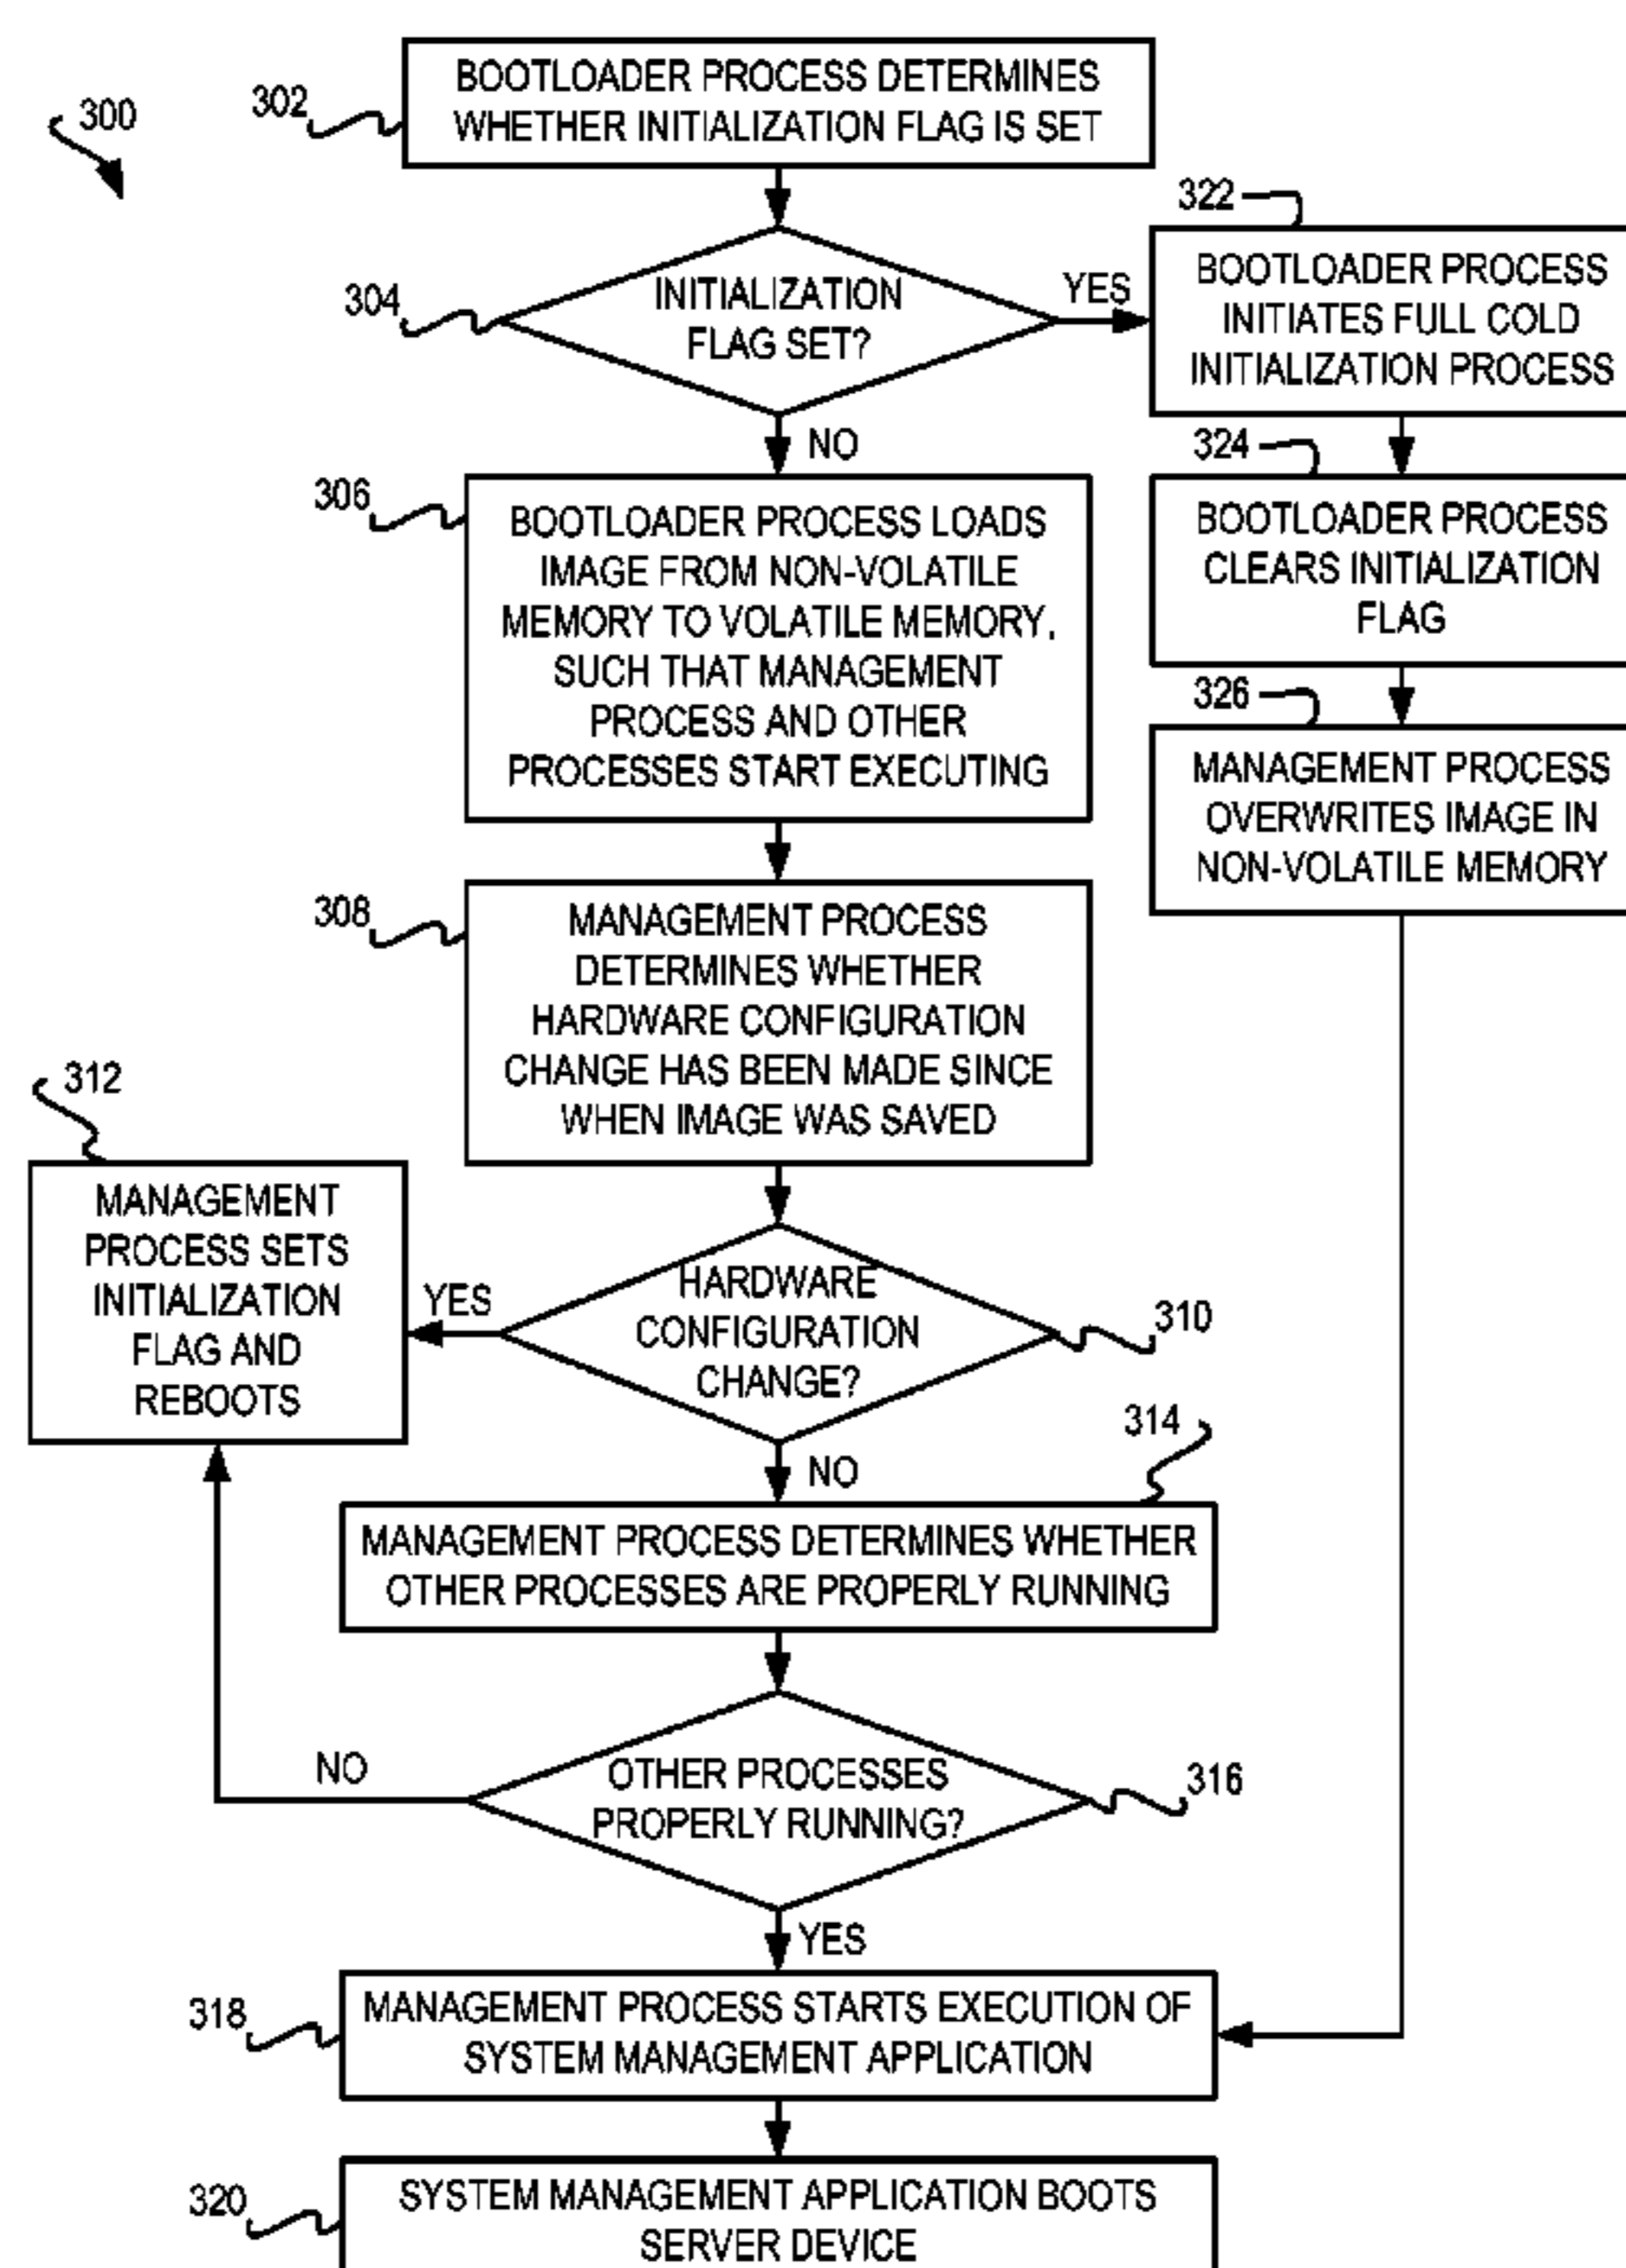 300
302
BOOTLOADER PROCESS DETERMINES
WHETHER INITIALIZATION FLAG IS SET
304
INITIALIZATION
FLAG SET?
YES
322
BOOTLOADER PROCESS
INITIATES FULL COLD
INITIALIZATION PROCESS
NO
324
BOOTLOADER PROCESS
CLEARS INITIALIZATION
FLAG
306
BOOTLOADER PROCESS LOADS
IMAGE FROM NON-VOLATILE
MEMORY TO VOLATILE MEMORY,
SUCH THAT MANAGEMENT
PROCESS AND OTHER
PROCESSES START EXECUTING
326
MANAGEMENT PROCESS
OVERWRITES IMAGE IN
NON-VOLATILE MEMORY
308
MANAGEMENT PROCESS
DETERMINES WHETHER
HARDWARE CONFIGURATION
CHANGE HAS BEEN MADE SINCE
WHEN IMAGE WAS SAVED
312
MANAGEMENT
PROCESS SETS
INITIALIZATION
FLAG AND
REBOOTS
YES
HARDWARE
CONFIGURATION
CHANGE?
310
NO
314
MANAGEMENT PROCESS DETERMINES WHETHER
OTHER PROCESSES ARE PROPERLY RUNNING
NO
OTHER PROCESSES
PROPERLY RUNNING?
316
YES
318
MANAGEMENT PROCESS STARTS EXECUTION OF
SYSTEM MANAGEMENT APPLICATION
320
SYSTEM MANAGEMENT APPLICATION BOOTS
SERVER DEVICE